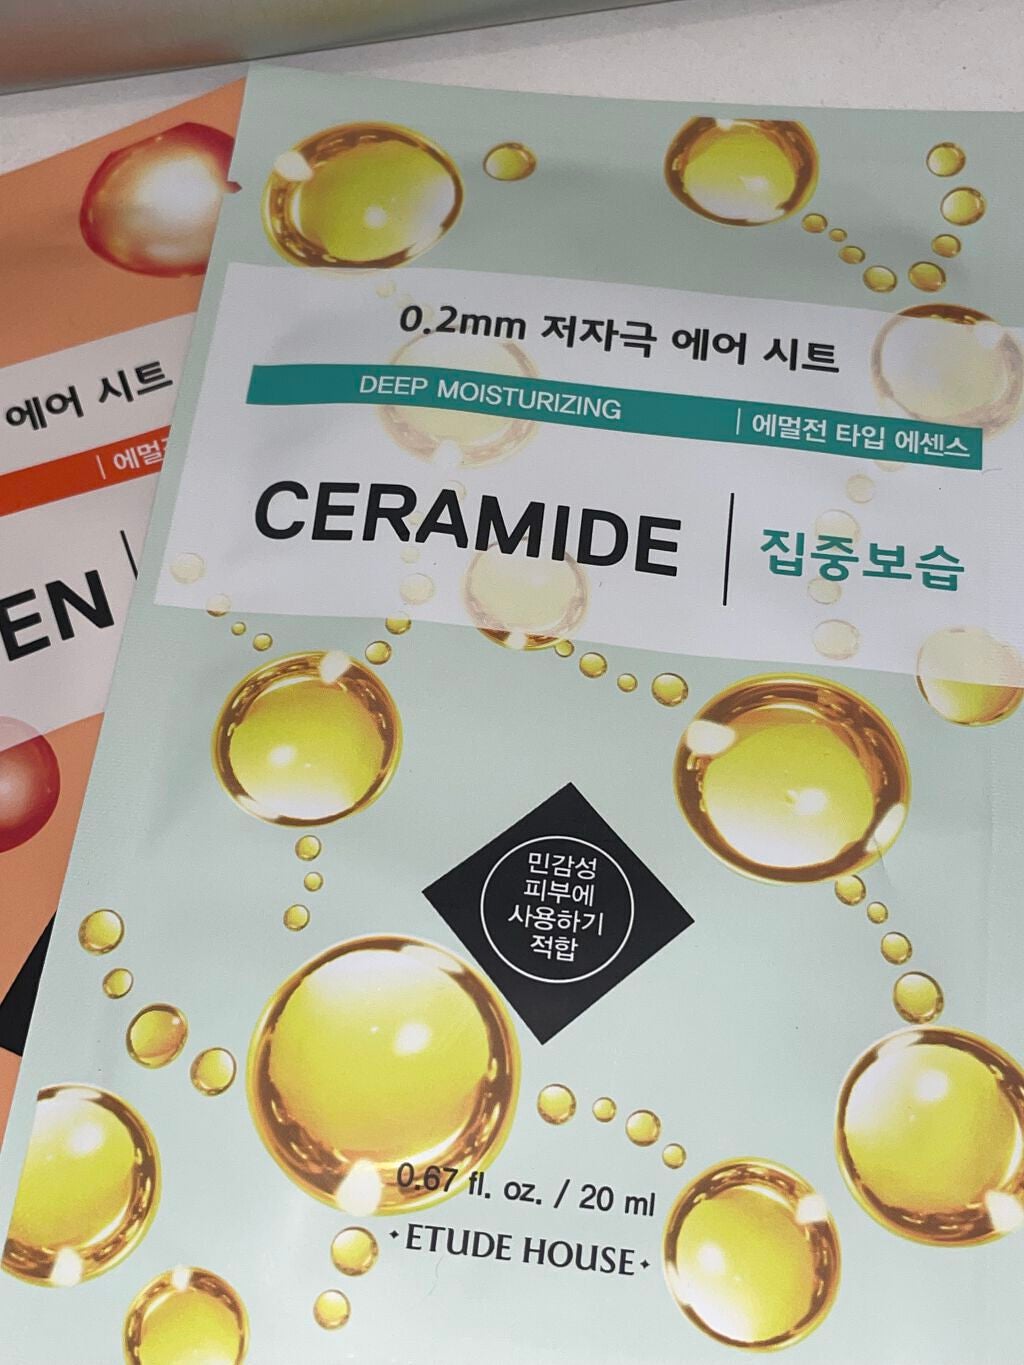 0.2mm 저자극 에어 시트
DEEP MOISTURIZING | 에멀전 타입 에센스
CERAMIDE | 집중보습
민감성
피부에
사용하기
적합
0.67 fl. oz. / 20 ml
ETUDE HOUSE
에어 시트
| 에멀
EN |